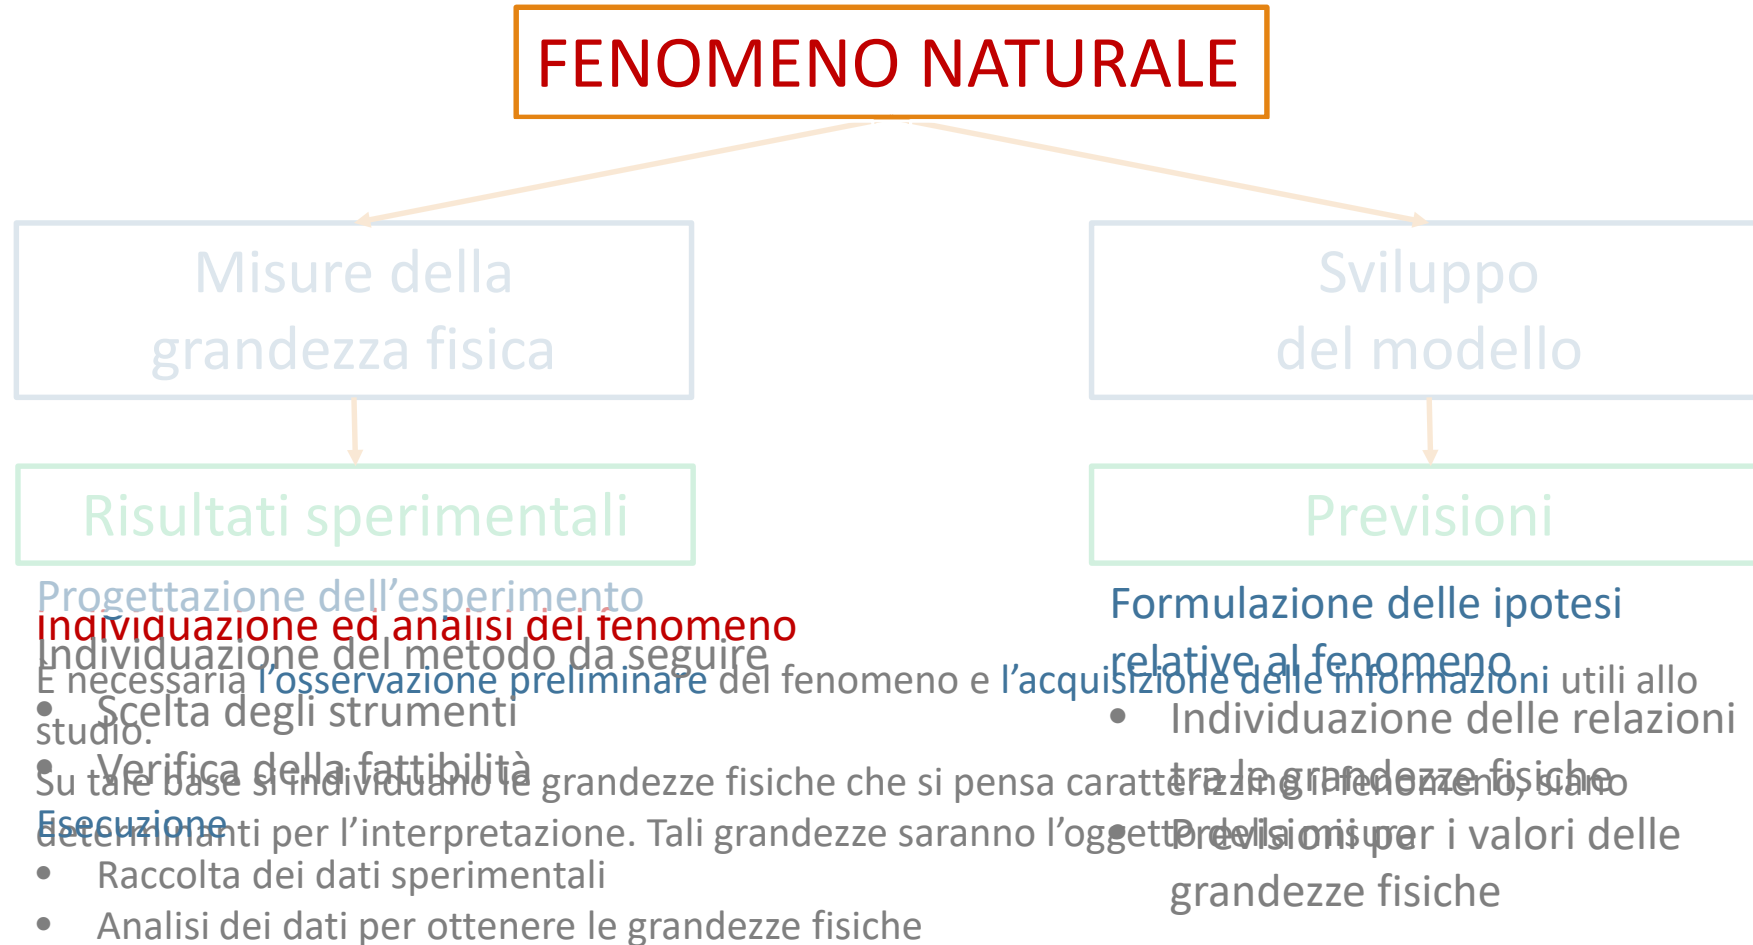 FENOMENO NATURALE
Misure della
grandezza fisica
Sviluppo
del modello
Risultati sperimentali
Previsioni
Progettazione dell’esperimento
Individuazione ed analisi del fenomeno
Individuazione del metodo da seguire
È necessaria l’osservazione preliminare del fenomeno e l’acquisizione delle informazioni utili allo
studio.
• Scelta degli strumenti
• Verifica della fattibilità
Su tale base si individuano le grandezze fisiche che si pensa caratterizzino il fenomeno, siano
determinanti per l’interpretazione. Tali grandezze saranno l’oggetto della misura
Esecuzione
• Raccolta dei dati sperimentali
• Analisi dei dati per ottenere le grandezze fisiche
Formulazione delle ipotesi
relative al fenomeno
• Individuazione delle relazioni
tra le grandezze fisiche
• Previsioni per i valori delle
grandezze fisiche